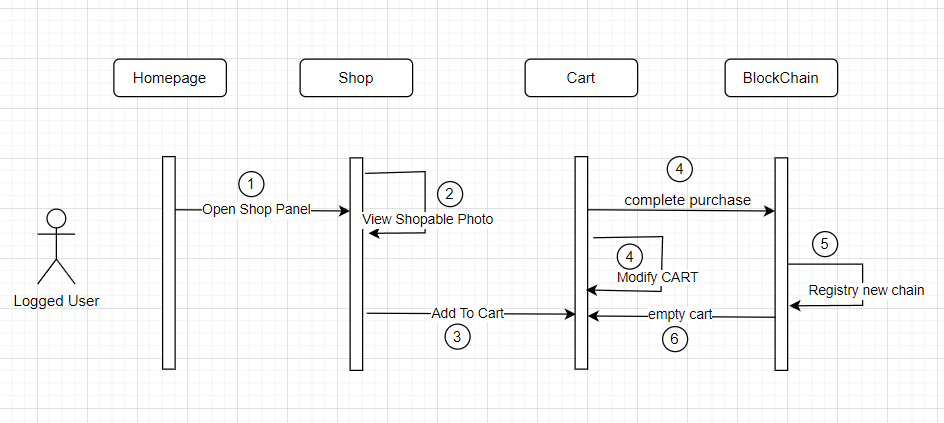 Homepage
Shop
Cart
BlockChain
1
Open Shop Panel
2
View Shopable Photo
4
complete purchase
4
Modify CART
5
Registry new chain
Add To Cart
3
empty cart
6
Logged User